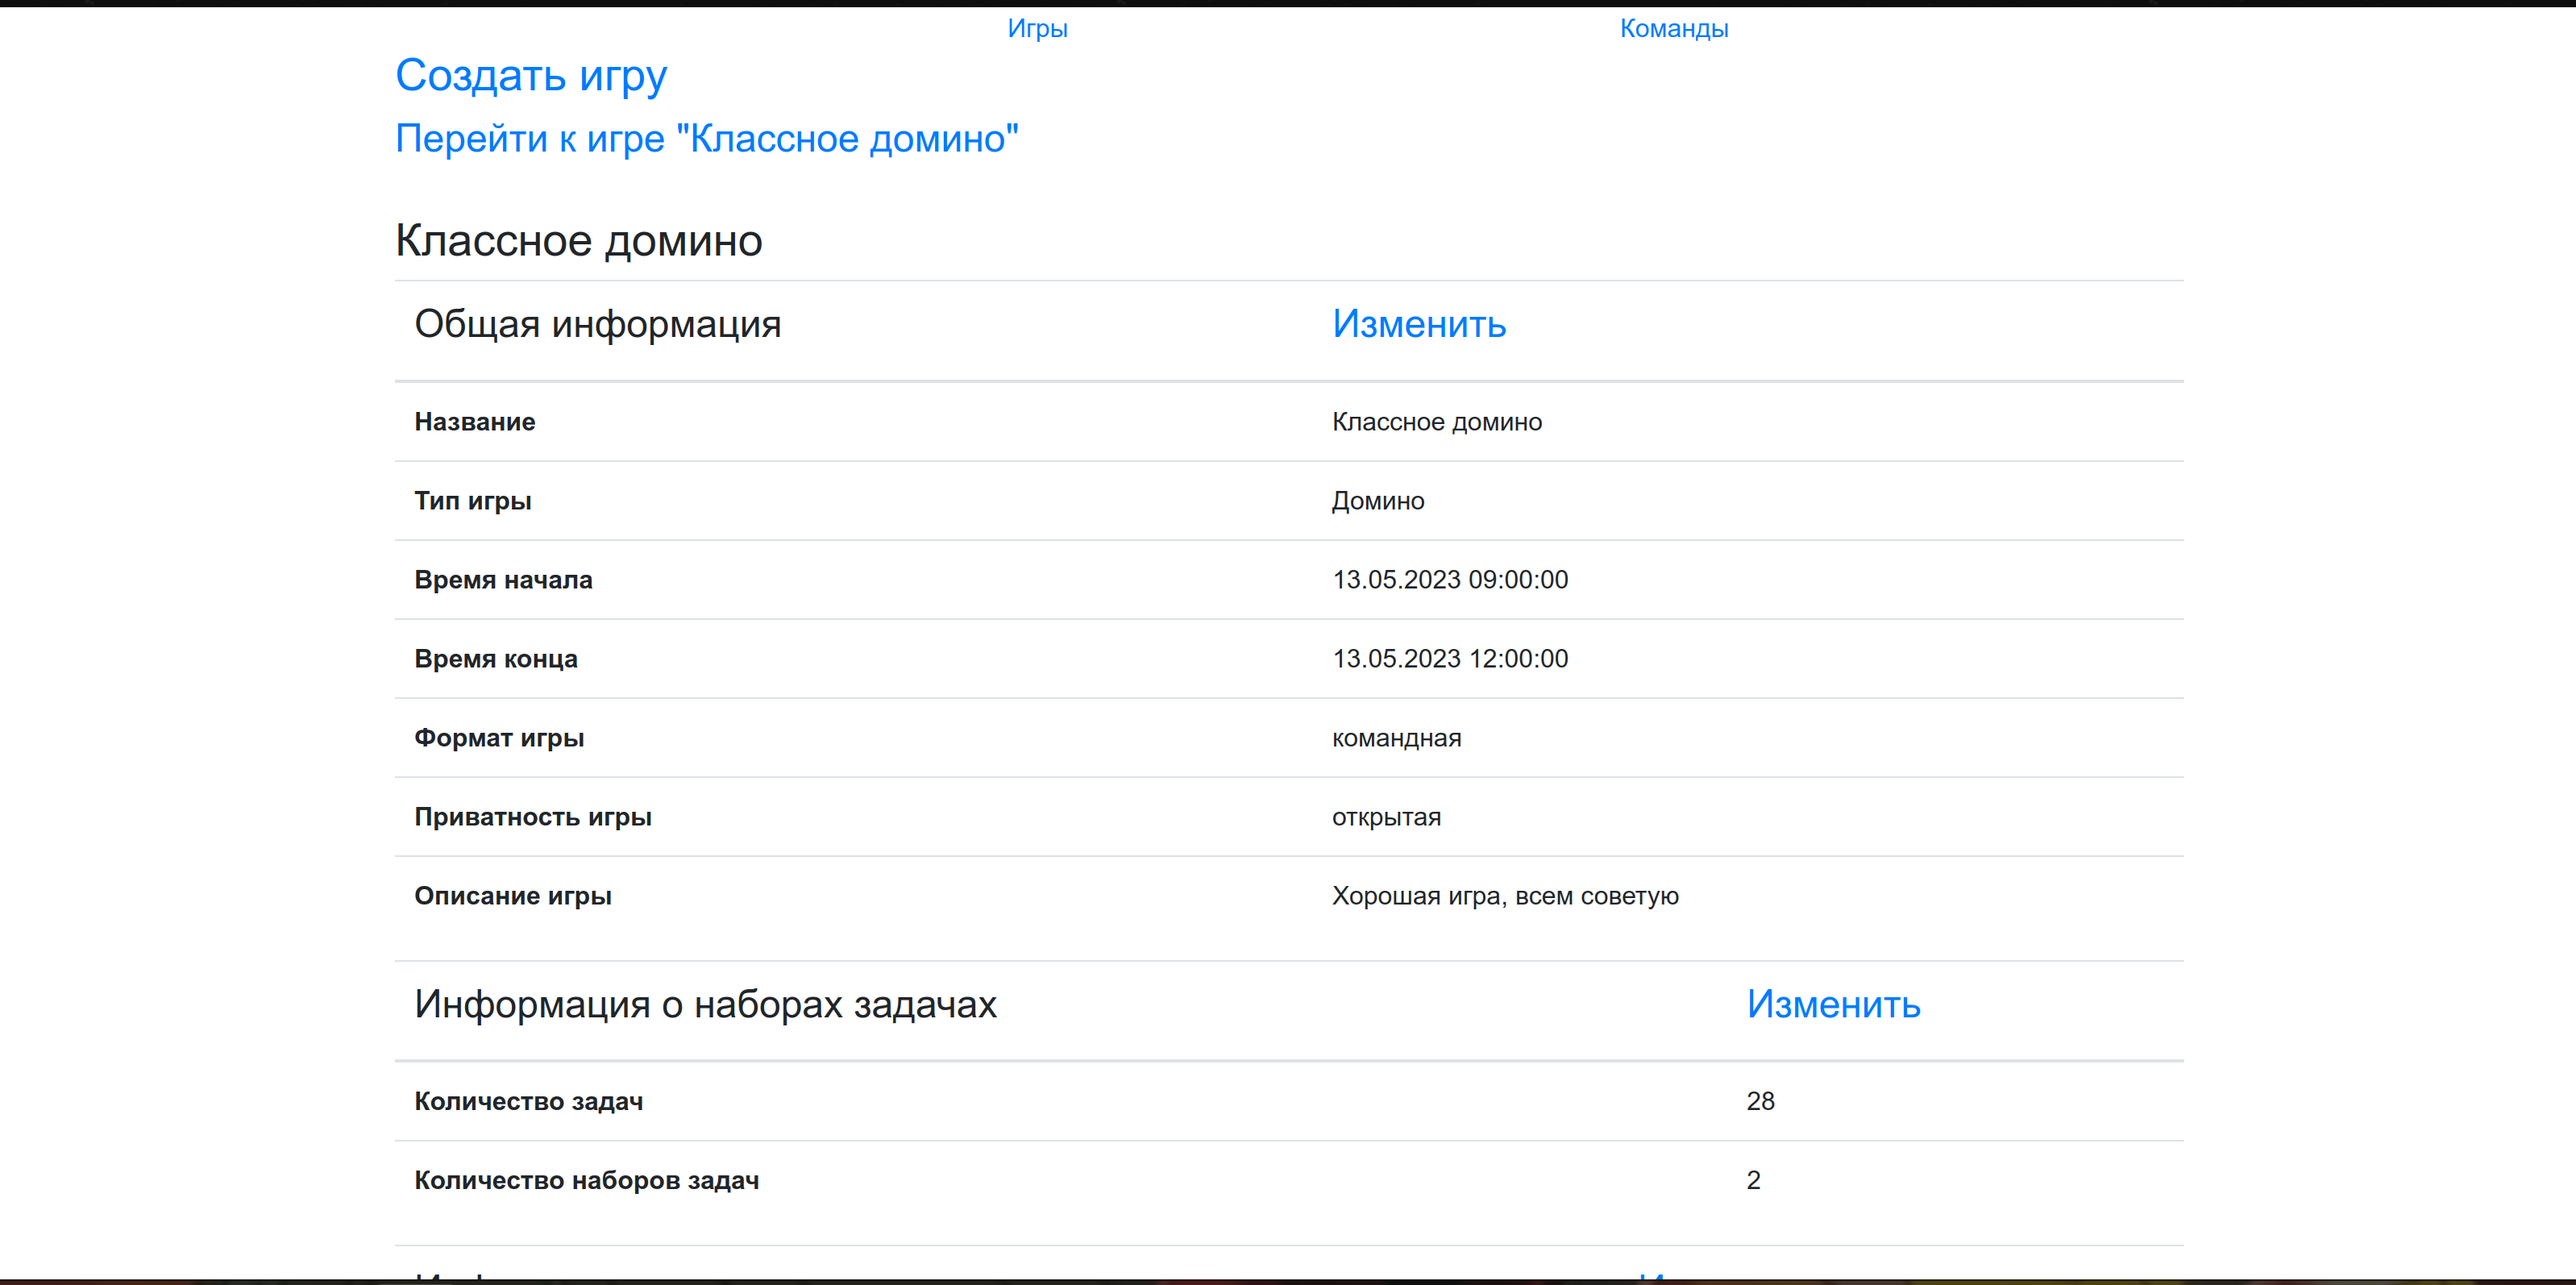 Игры Команды
Создать игру
Перейти к игре "Классное домино"
Классное домино
Общая информация Изменить
Название Классное домино
Тип игры Домино
Время начала 13.05.2023 09:00:00
Время конца 13.05.2023 12:00:00
Формат игры командная
Приватность игры открытая
Описание игры Хорошая игра, всем советую
Информация о наборах задачах Изменить
Количество задач 28
Количество наборов задач 2